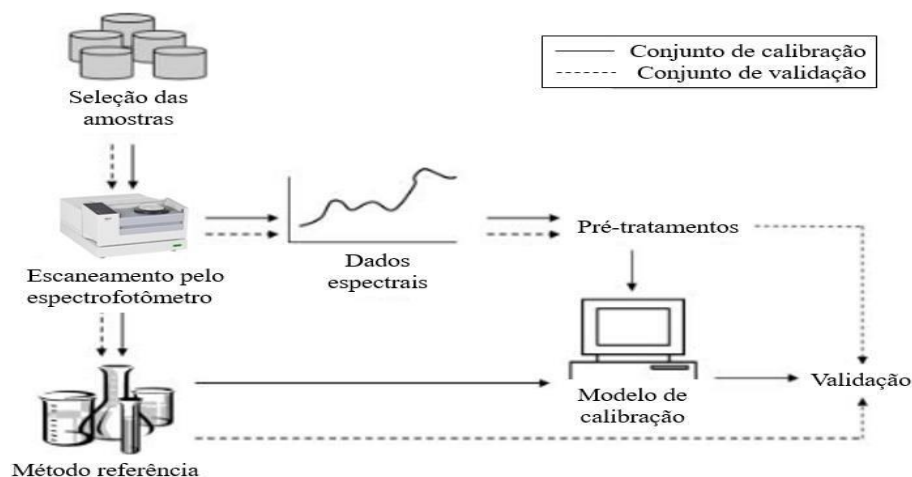 Seleção das
amostras
Conjunto de calibração
Conjunto de validação
Escaneamento pelo
espectrofotômetro
Dados
espectrais
Pré-tratamentos
Modelo de
calibração
Validação
Método referência